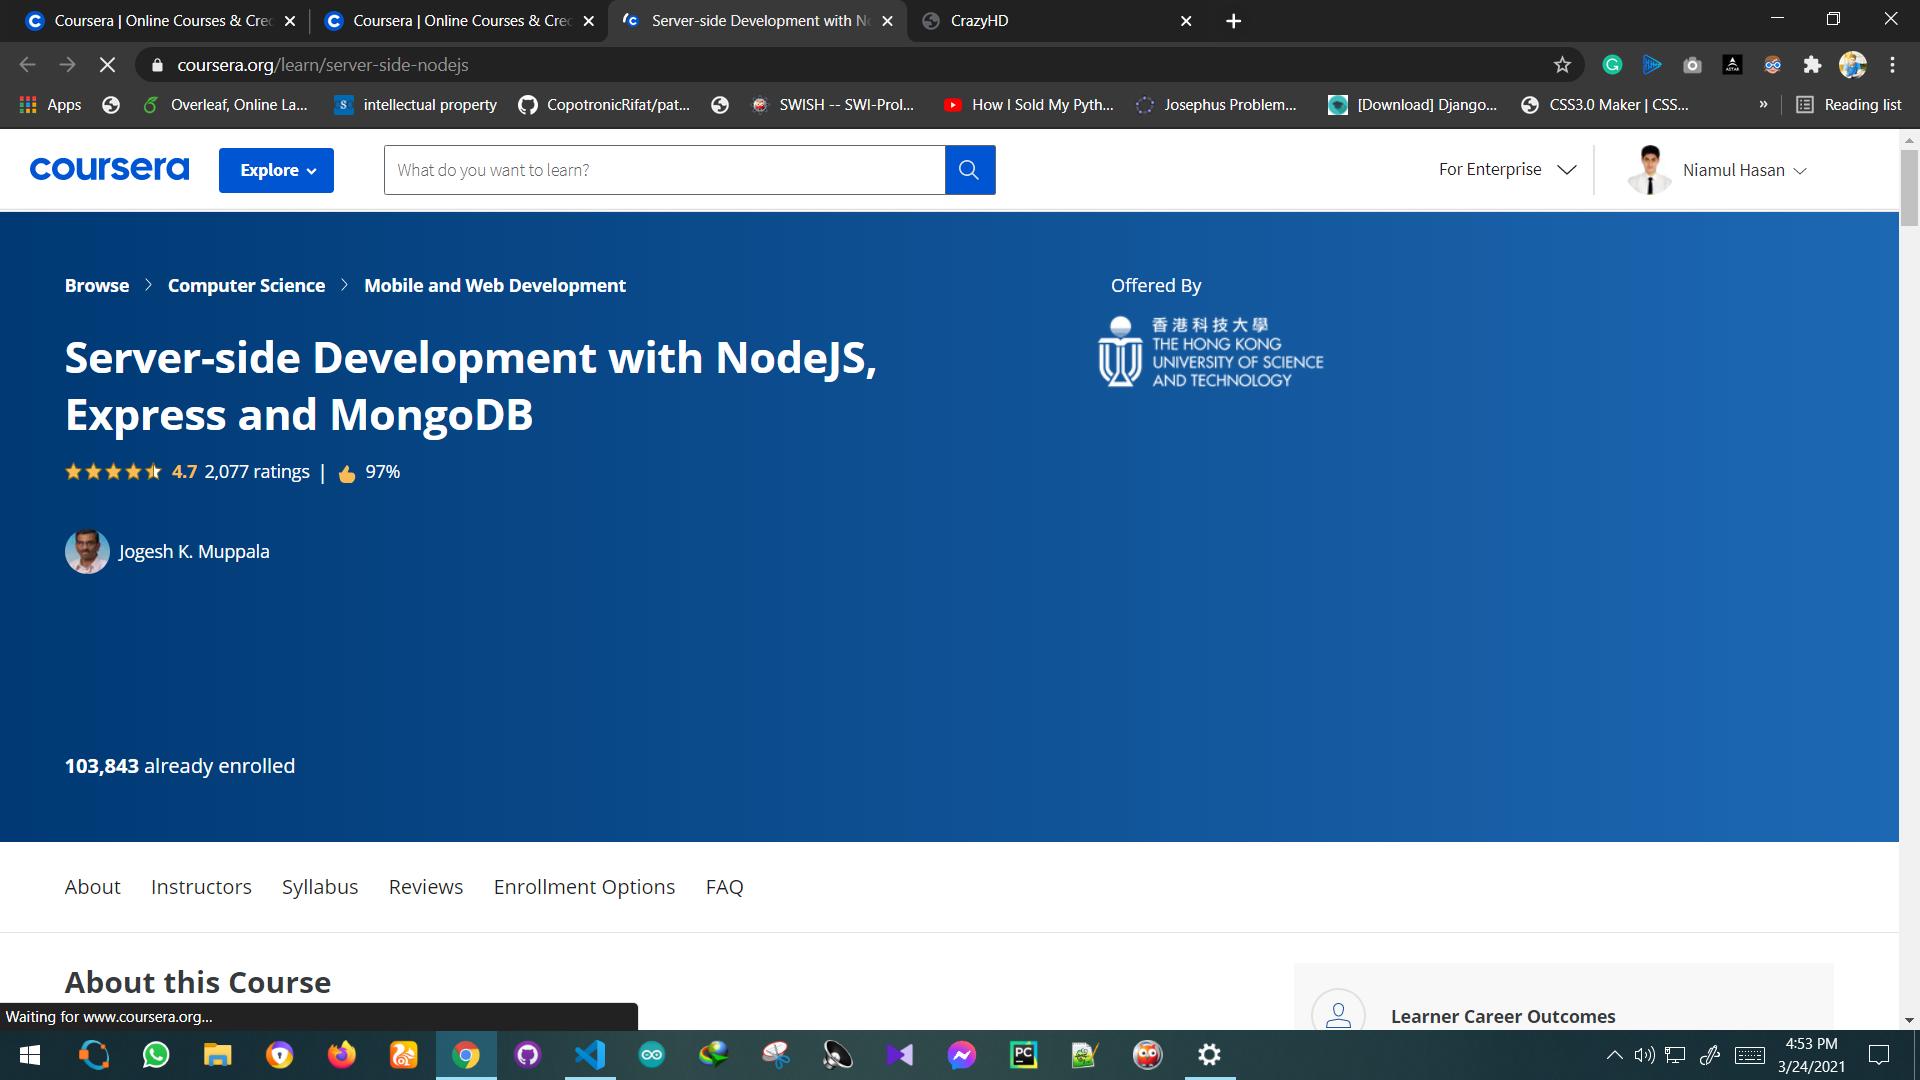 Coursera | Online Courses & Cred
Coursera | Online Courses & Cred
Server-side Development with No
CrazyHD
coursera.org/learn/server-side-nodejs
Apps
Overleaf, Online La...
intellectual property
CopotronicRifat/pat...
SWISH -- SWI-Prol...
How I Sold My Pyth...
Josephus Problem...
[Download] Django...
CSS3.0 Maker | CSS...
»
Reading list
coursera
Explore
What do you want to learn?
For Enterprise
Niamul Hasan
Browse > Computer Science > Mobile and Web Development
Offered By
香港科技大學
THE HONG KONG
UNIVERSITY OF SCIENCE
AND TECHNOLOGY
Server-side Development with NodeJS,
Express and MongoDB
4.7 2,077 ratings | 97%
Jogesh K. Muppala
103,843 already enrolled
About
Instructors
Syllabus
Reviews
Enrollment Options
FAQ
About this Course
Learner Career Outcomes
Waiting for www.coursera.org...
4:53 PM
3/24/2021